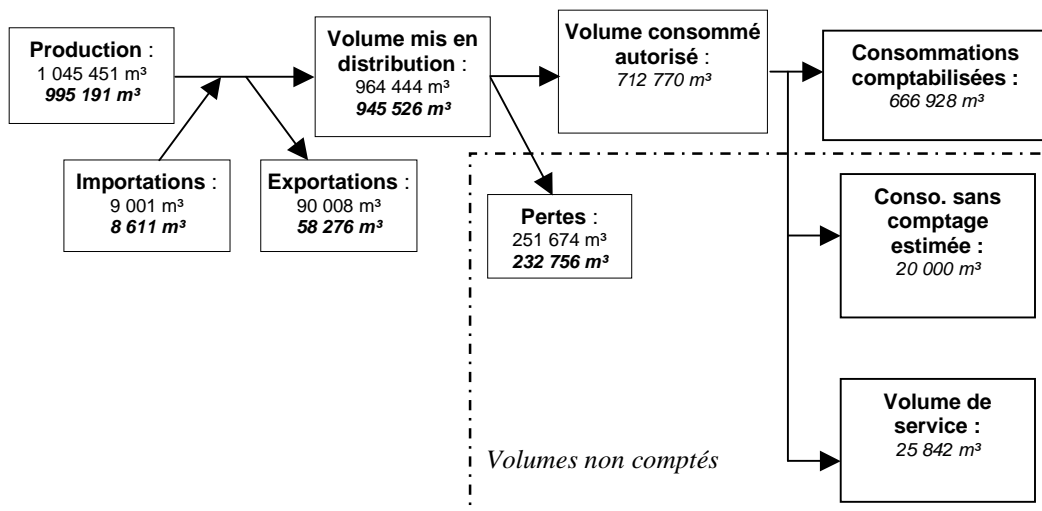 Production :
1 045 451 m³
995 191 m³
Volume mis en
distribution :
964 444 m³
945 526 m³
Volume consommé
autorisé :
712 770 m³
Consommations
comptabilisées :
666 928 m³
Importations :
9 001 m³
8 611 m³
Exportations :
90 008 m³
58 276 m³
Pertes :
251 674 m³
232 756 m³
Conso. sans
comptage
estimée :
20 000 m³
Volume de
service :
25 842 m³
Volumes non comptés